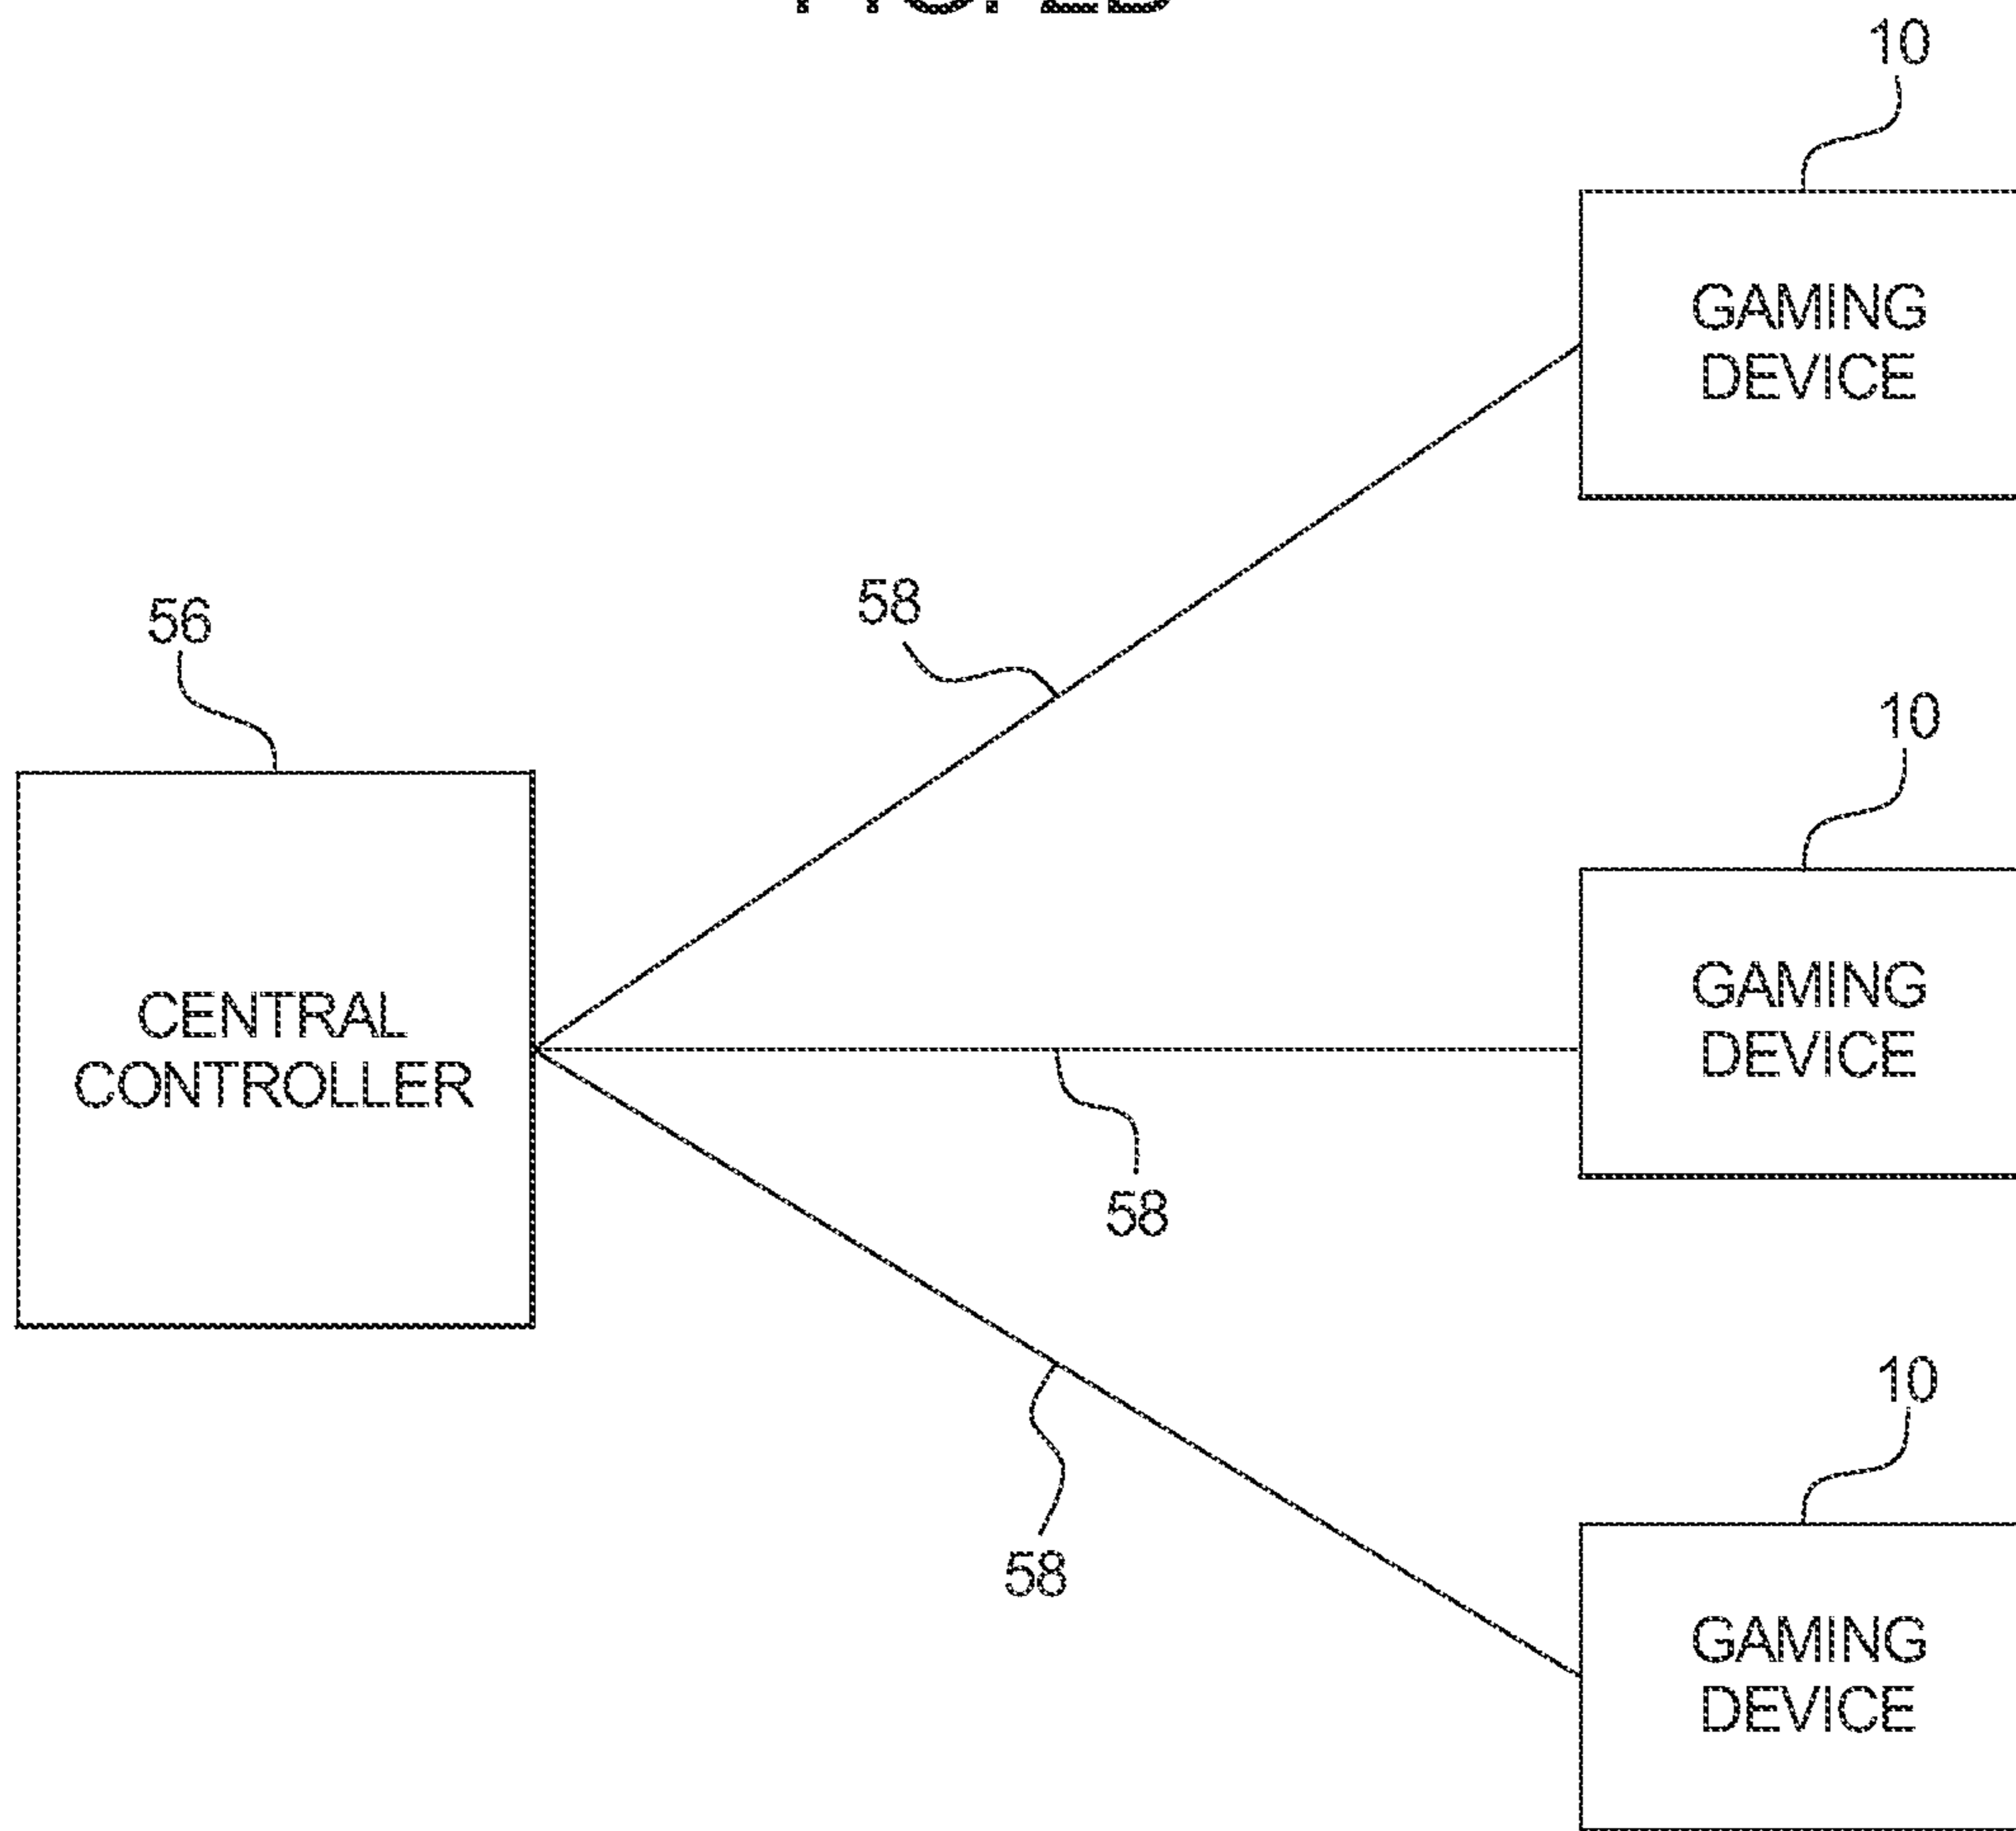 10
GAMING
DEVICE
58
56
10
CENTRAL
CONTROLLER
GAMING
DEVICE
58
10
58
GAMING
DEVICE